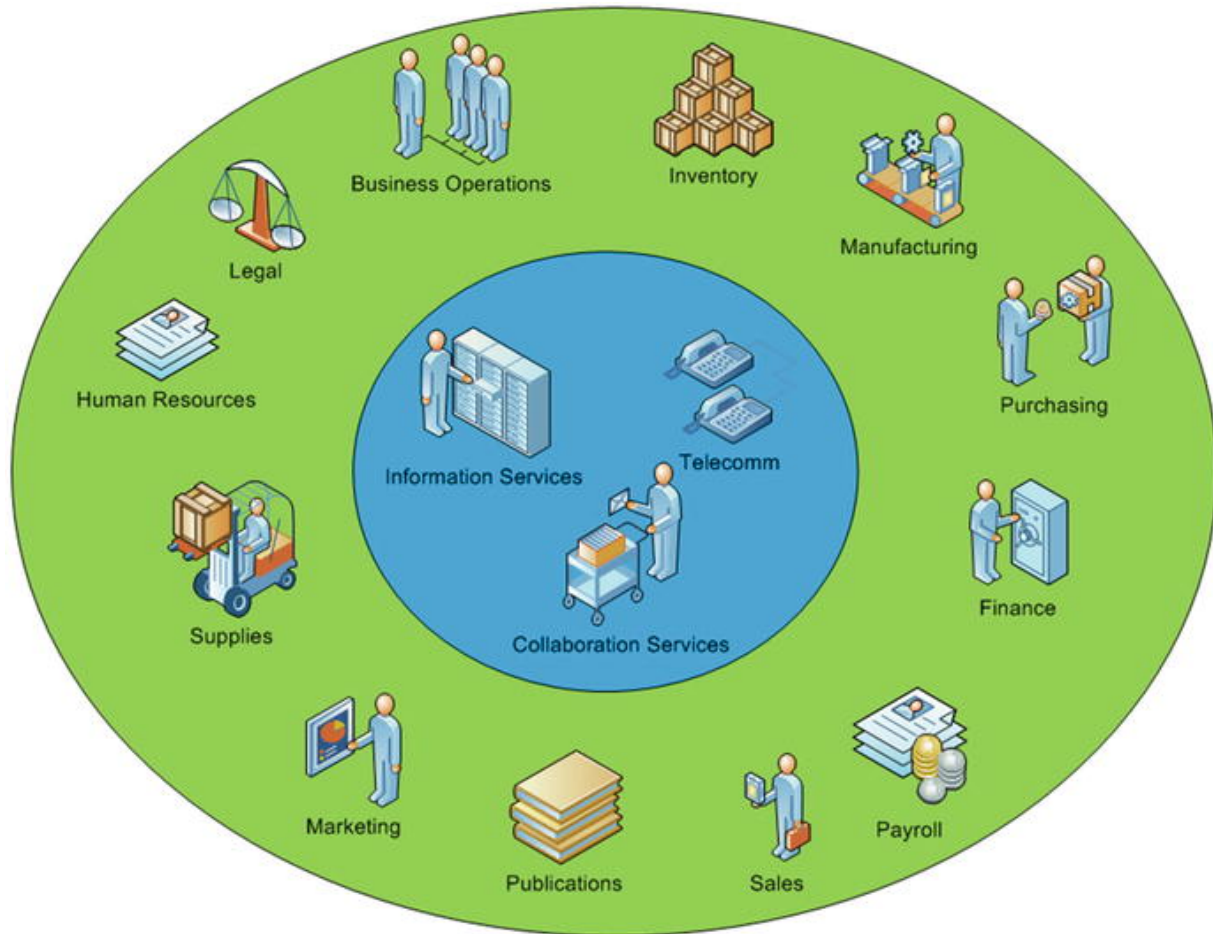 Business Operations
Inventory
Manufacturing
Legal
Human Resources
Purchasing
Information Services
Telecomm
Collaboration Services
Supplies
Finance
Marketing
Publications
Sales
Payroll